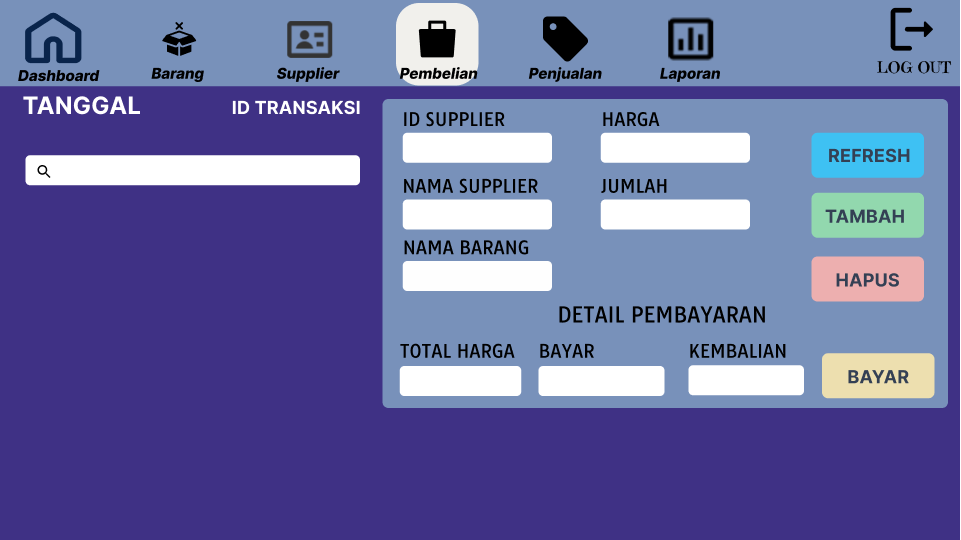 Dashboard
Barang
Supplier
Pembelian
Penjualan
Laporan
LOG OUT
TANGGAL
ID TRANSAKSI
ID SUPPLIER
HARGA
REFRESH
NAMA SUPPLIER
JUMLAH
TAMBAH
NAMA BARANG
HAPUS
DETAIL PEMBAYARAN
TOTAL HARGA
BAYAR
KEMBALIAN
BAYAR